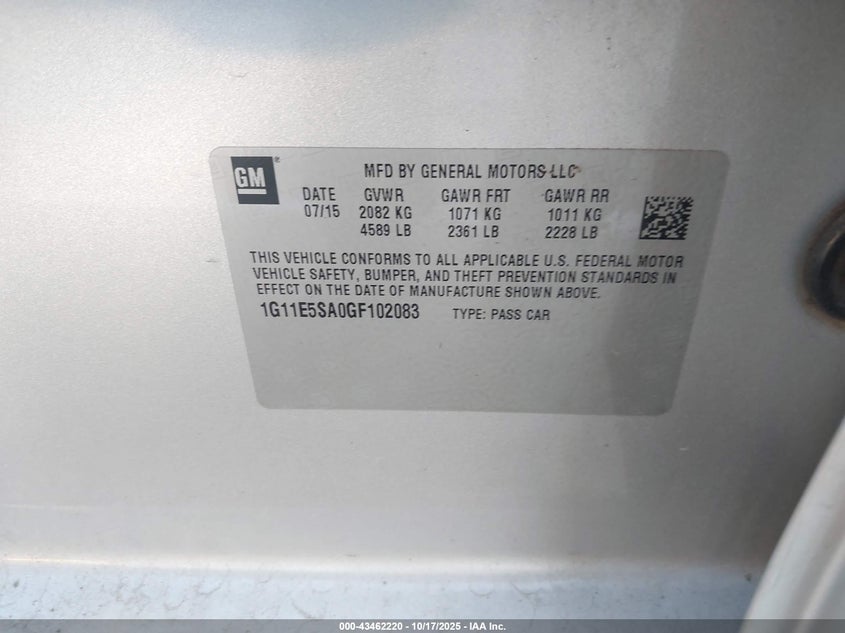 GM ®
MFD BY GENERAL MOTORS LLC
DATE GVWR GAWR FRT GAWR RR
07/15 2082 KG 1071 KG 1011 KG
4589 LB 2361 LB 2228 LB
THIS VEHICLE CONFORMS TO ALL APPLICABLE U.S. FEDERAL MOTOR
VEHICLE SAFETY, BUMPER, AND THEFT PREVENTION STANDARDS IN
EFFECT ON THE DATE OF MANUFACTURE SHOWN ABOVE.
1G11E5SA0GF102083 TYPE: PASS CAR
000-43462220 - 10/17/2025 - IAA Inc.